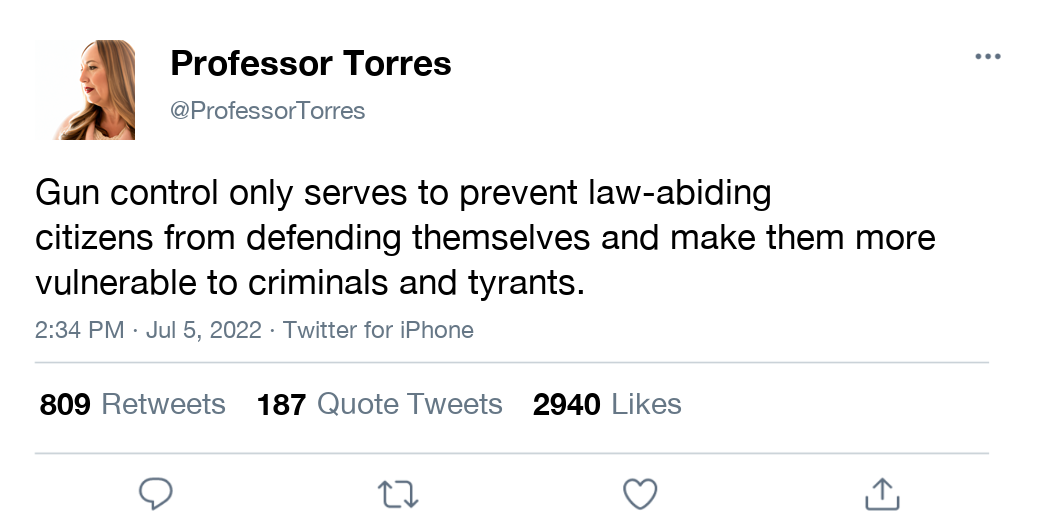 Professor Torres
@ProfessorTorres
Gun control only serves to prevent law-abiding
citizens from defending themselves and make them more
vulnerable to criminals and tyrants.
2:34 PM · Jul 5, 2022 · Twitter for iPhone
809 Retweets 187 Quote Tweets 2940 Likes